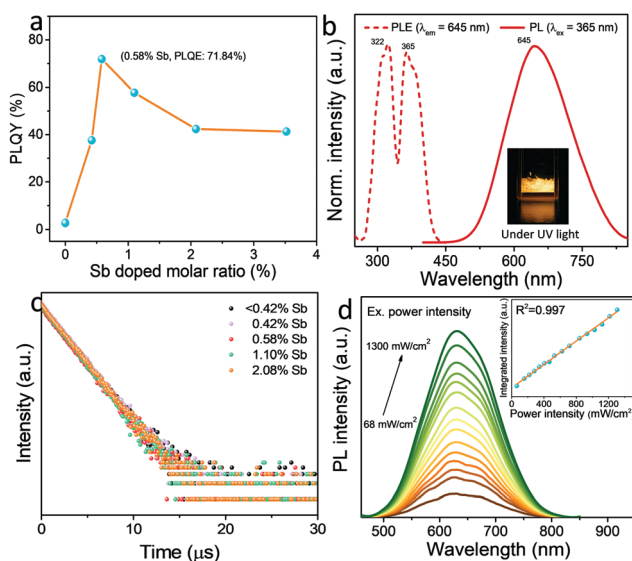 a
80
60
40
20
0
PLQY (%)
(0.58% Sb, PLQE: 71.84%)
0 1 2 3 4
Sb doped molar ratio (%)
b
PLE (λem = 645 nm) PL (λex = 365 nm)
322 365 645
Norm. intensity (a.u.)
Under UV light
300 450 600 750
Wavelength (nm)
c
<0.42% Sb
0.42% Sb
0.58% Sb
1.10% Sb
2.08% Sb
Intensity (a.u.)
0 10 20 30
Time (μs)
d
Ex. power intensity
1300 mW/cm²
68 mW/cm²
PL intensity (a.u.)
R²=0.997
Integrated intensity (a.u.)
0 400 800 1200
Power intensity (mW/cm²)
500 600 700 800 900
Wavelength (nm)